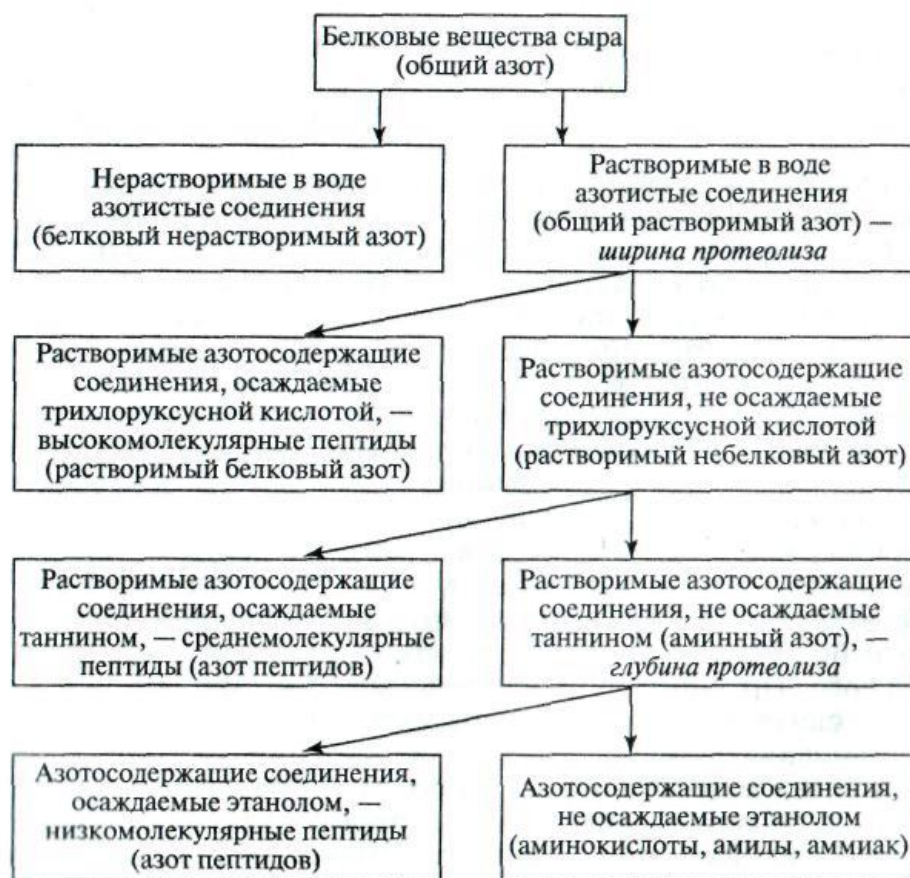 Белковые вещества сыра
(общий азот)
Нерастворимые в воде
азотистые соединения
(белковый нерастворимый азот)
Растворимые в воде
азотистые соединения
(общий растворимый азот) —
ширина протеолиза
Растворимые азотосодержащие
соединения, осаждаемые
трихлоруксусной кислотой, —
высокомолекулярные пептиды
(растворимый белковый азот)
Растворимые азотосодержащие
соединения, не осаждаемые
трихлоруксусной кислотой
(растворимый небелковый азот)
Растворимые азотосодержащие
соединения, осаждаемые
таннином, — среднемолекулярные
пептиды (азот пептидов)
Растворимые азотосодержащие
соединения, не осаждаемые
таннином (аминный азот), —
глубина протеолиза
Азотосодержащие соединения,
осаждаемые этанолом, —
низкомолекулярные пептиды
(азот пептидов)
Азотосодержащие соединения,
не осаждаемые этанолом
(аминокислоты, амиды, аммиак)